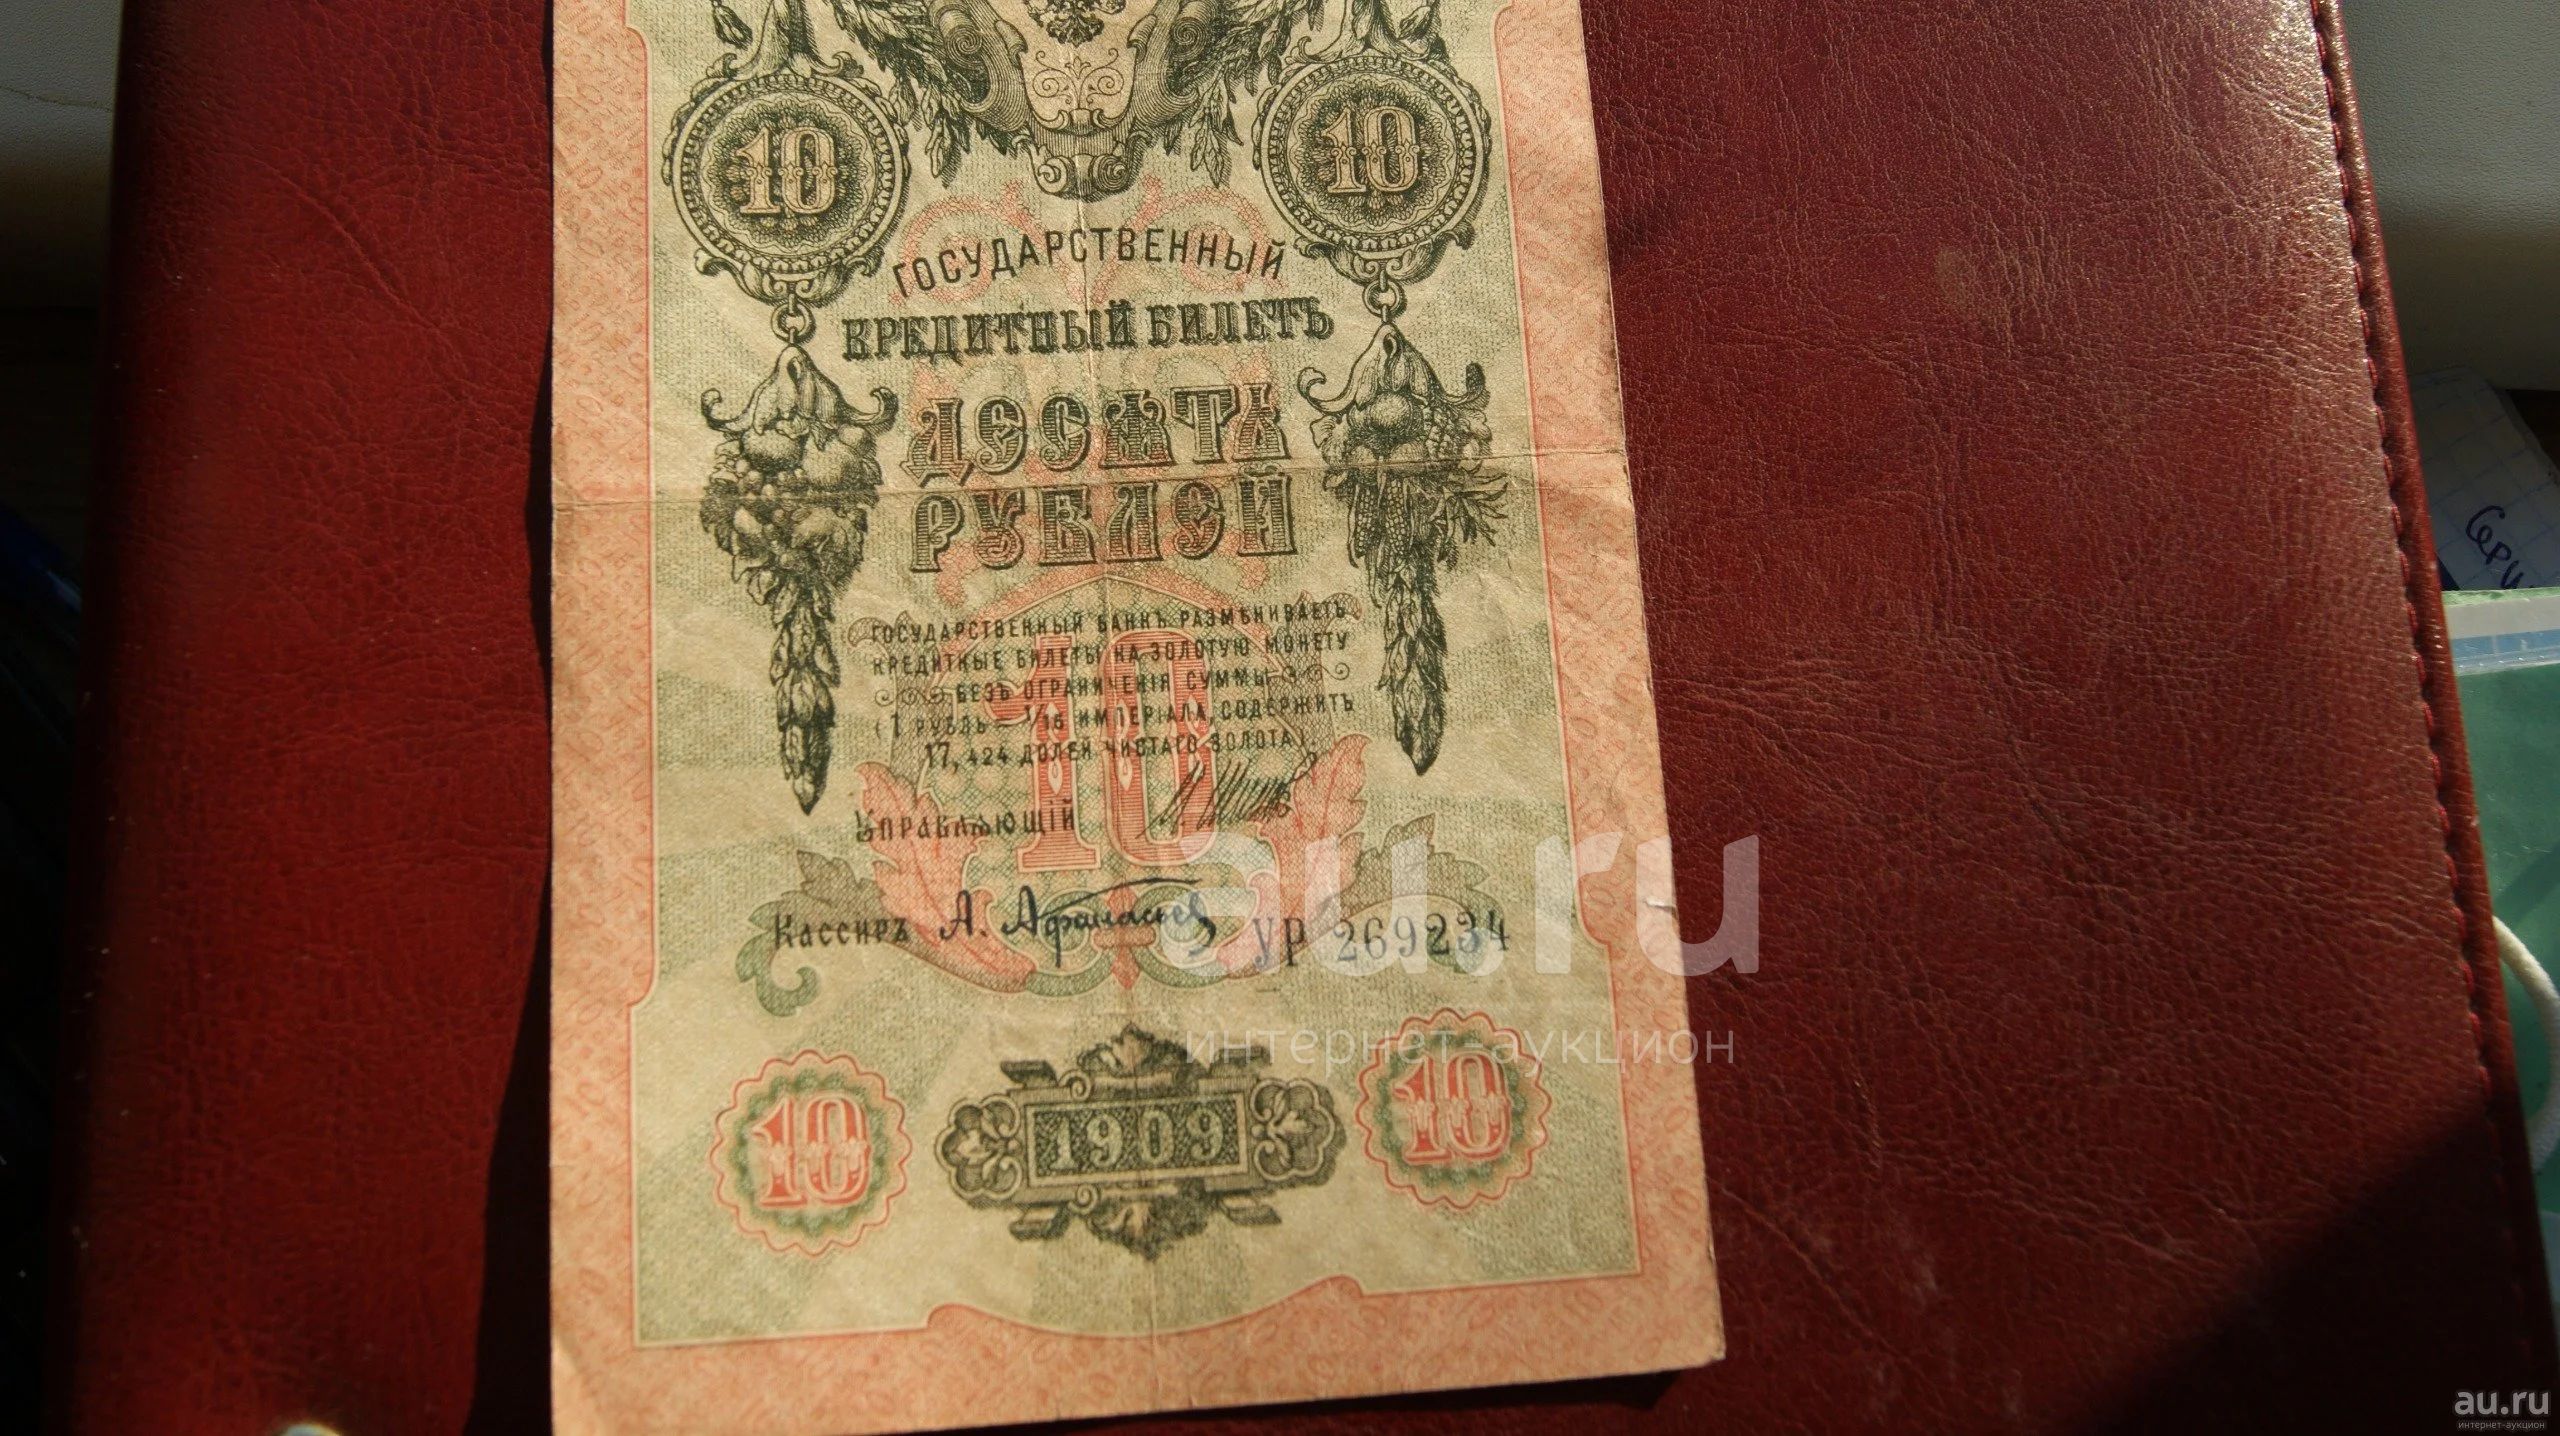 10 10
ГОСУДАРСТВЕННЫЙ
КРЕДИТНЫЙ БИЛЕТЪ
ДЕСЯТЬ
РУБЛЕЙ
ГОСУДАРСТВЕННЫЙ БАНКЪ РАЗМѢНИВАЕТЪ
КРЕДИТНЫЕ БИЛЕТЫ НА ЗОЛОТУЮ МОНЕТУ
БЕЗЪ ОГРАНИЧЕНІЯ СУММЫ
(1 РУБЛЬ = 1/15 ИМПЕРІАЛА, СОДЕРЖИТЪ
17,424 ДОЛЕЙ ЧИСТАГО ЗОЛОТА).
10
УПРАВЛЯЮЩІЙ
Кассиръ А. Афанасьев УР 269234
10 1909 10
au.ru
интернет-аукцион
au.ru
интернет-аукцион